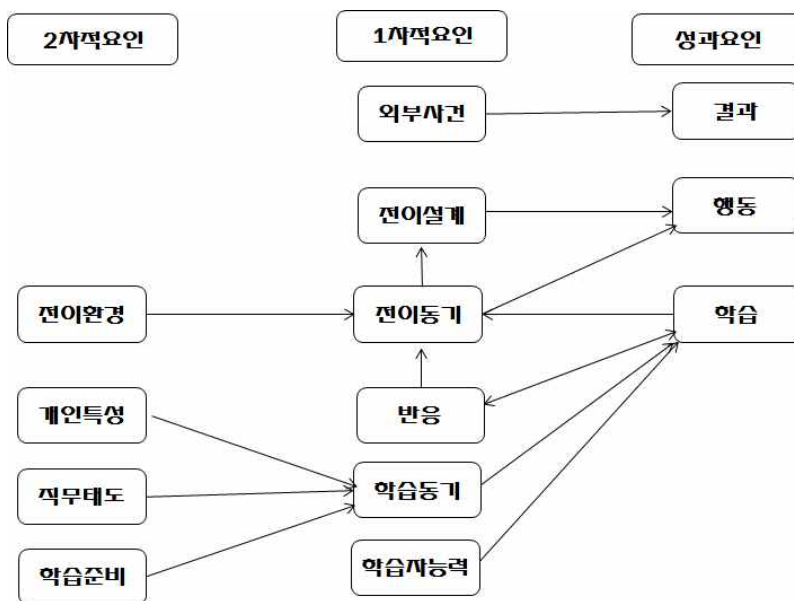 2차적요인
1차적요인
성과요인
외부사건
결과
전이설계
행동
전이환경
전이동기
학습
개인특성
반응
직무태도
학습동기
학습준비
학습자능력